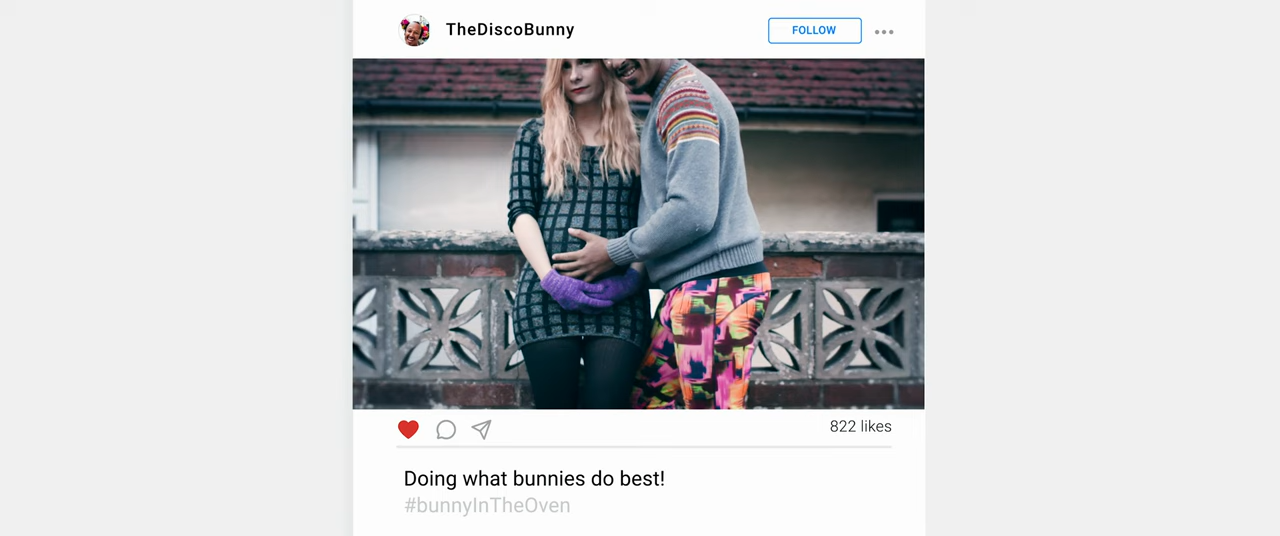 TheDiscoBunny
FOLLOW
822 likes
Doing what bunnies do best!
#bunnyInTheOven